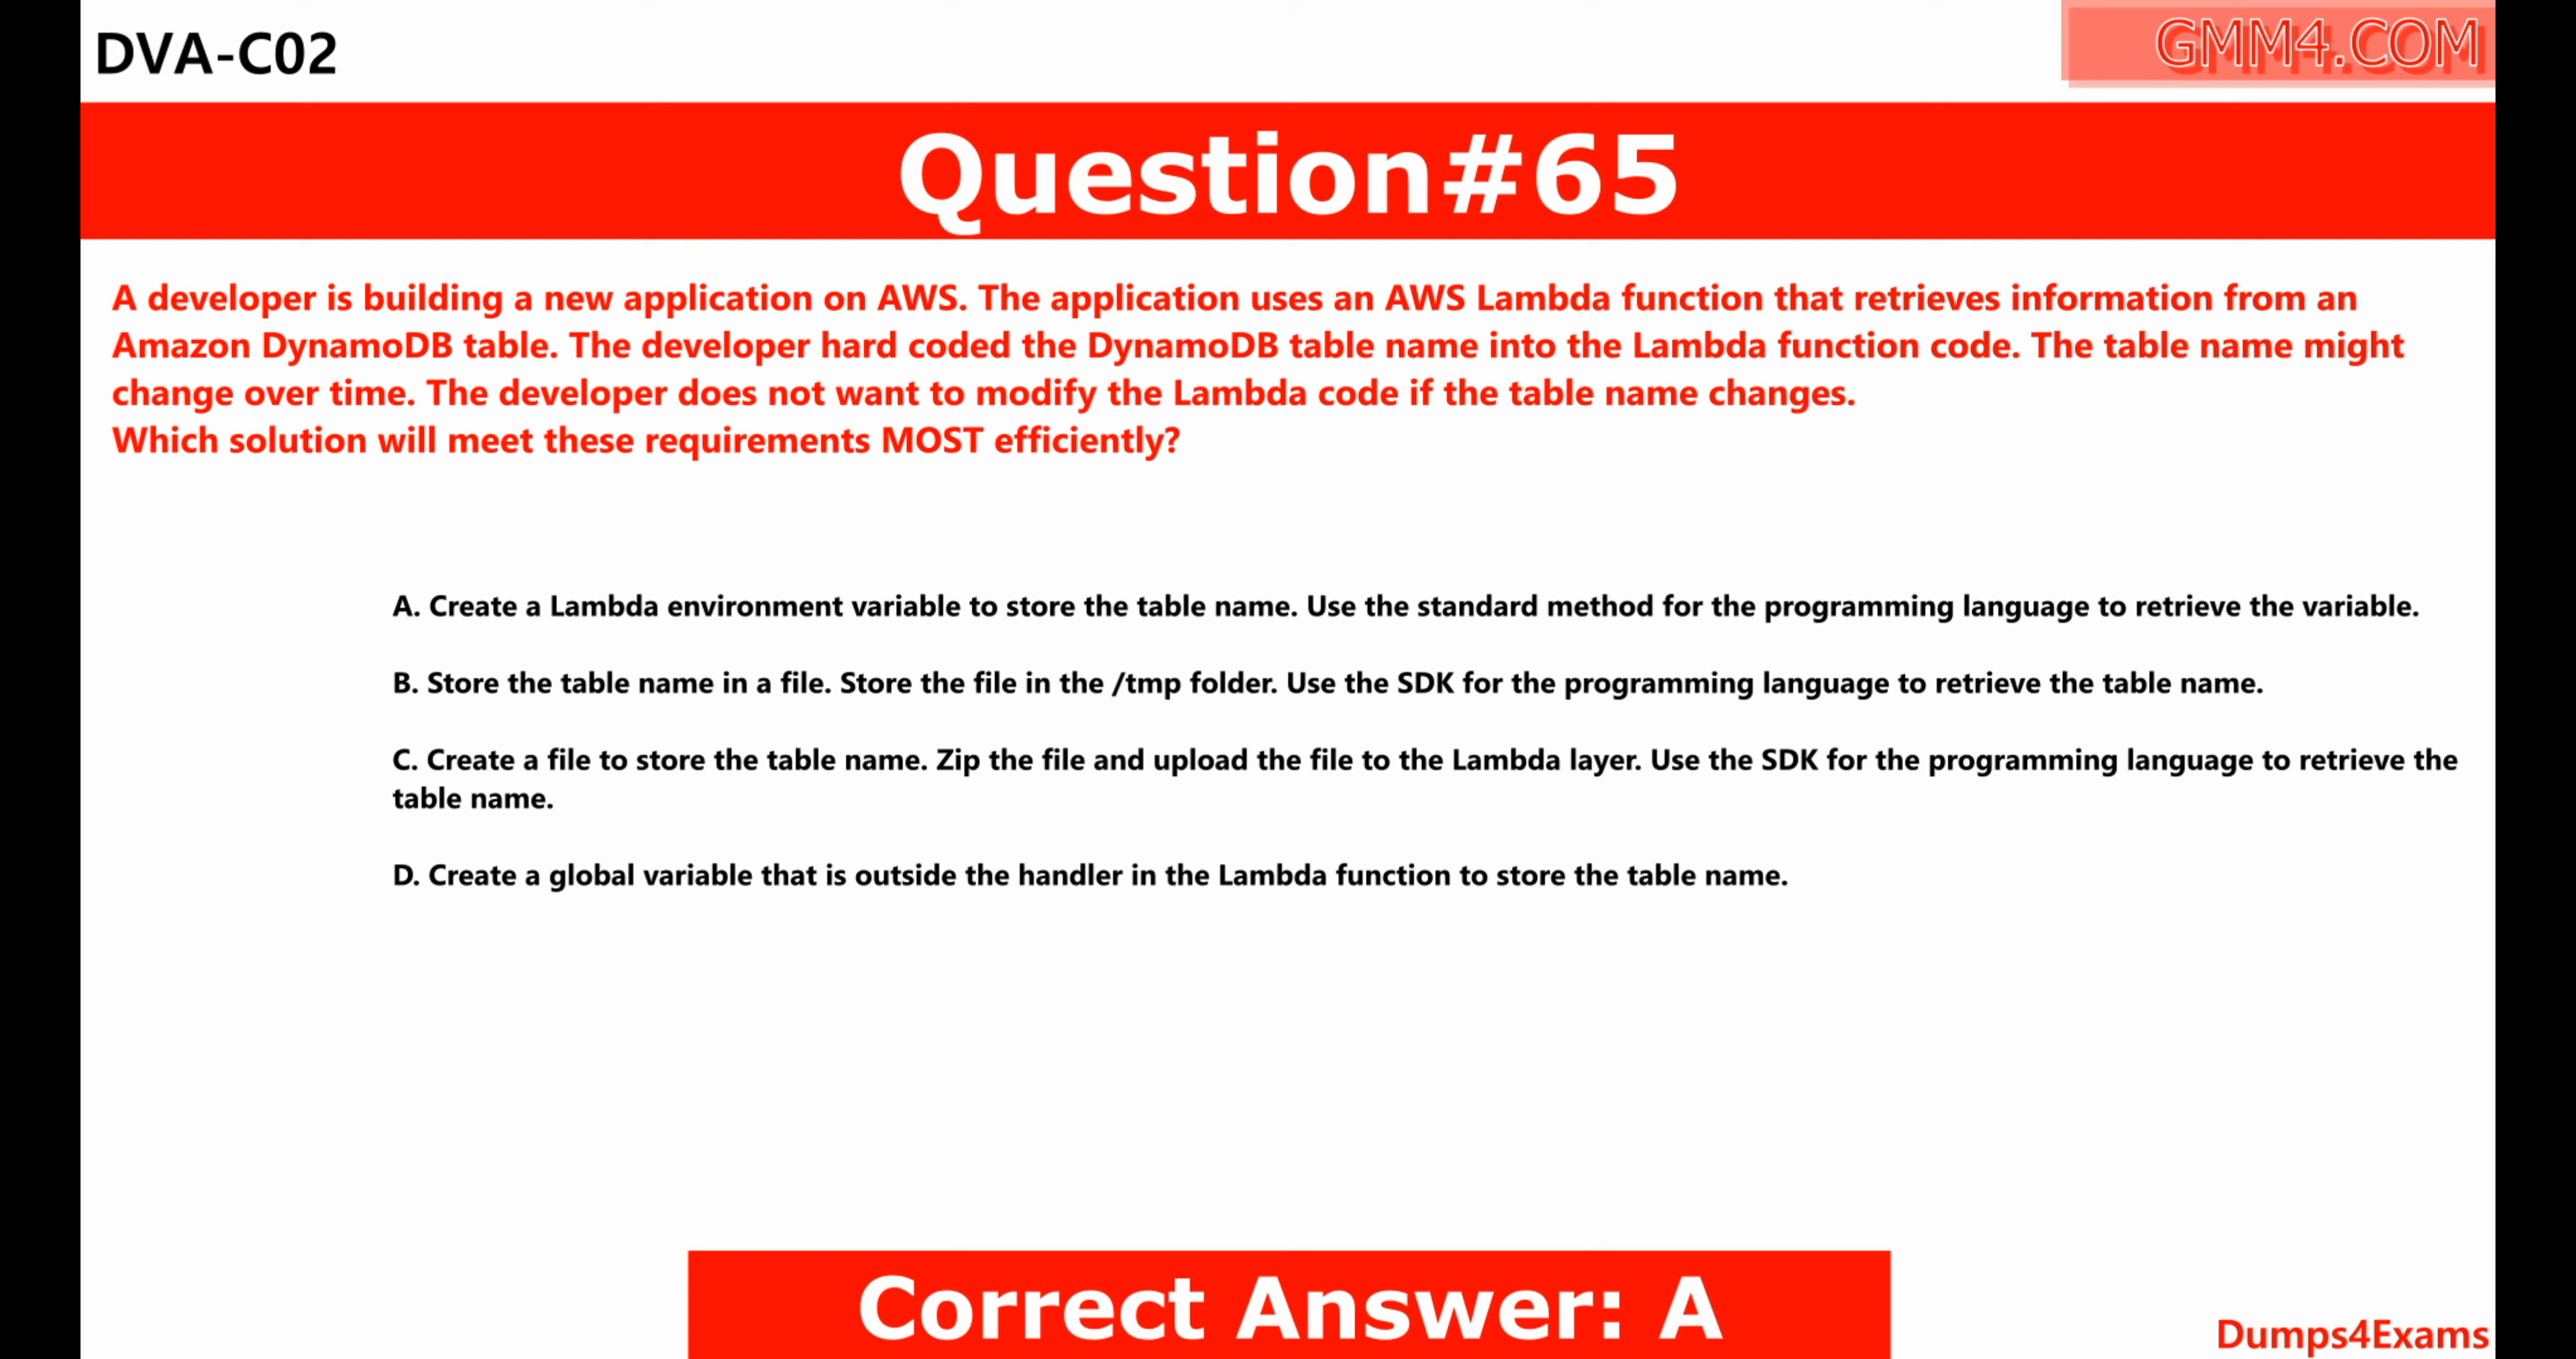 DVA-C02
GMM4.COM
Question#65
A developer is building a new application on AWS. The application uses an AWS Lambda function that retrieves information from an
Amazon DynamoDB table. The developer hard coded the DynamoDB table name into the Lambda function code. The table name might
change over time. The developer does not want to modify the Lambda code if the table name changes.
Which solution will meet these requirements MOST efficiently?
A. Create a Lambda environment variable to store the table name. Use the standard method for the programming language to retrieve the variable.
B. Store the table name in a file. Store the file in the /tmp folder. Use the SDK for the programming language to retrieve the table name.
C. Create a file to store the table name. Zip the file and upload the file to the Lambda layer. Use the SDK for the programming language to retrieve the
table name.
D. Create a global variable that is outside the handler in the Lambda function to store the table name.
Correct Answer: A
Dumps4Exams